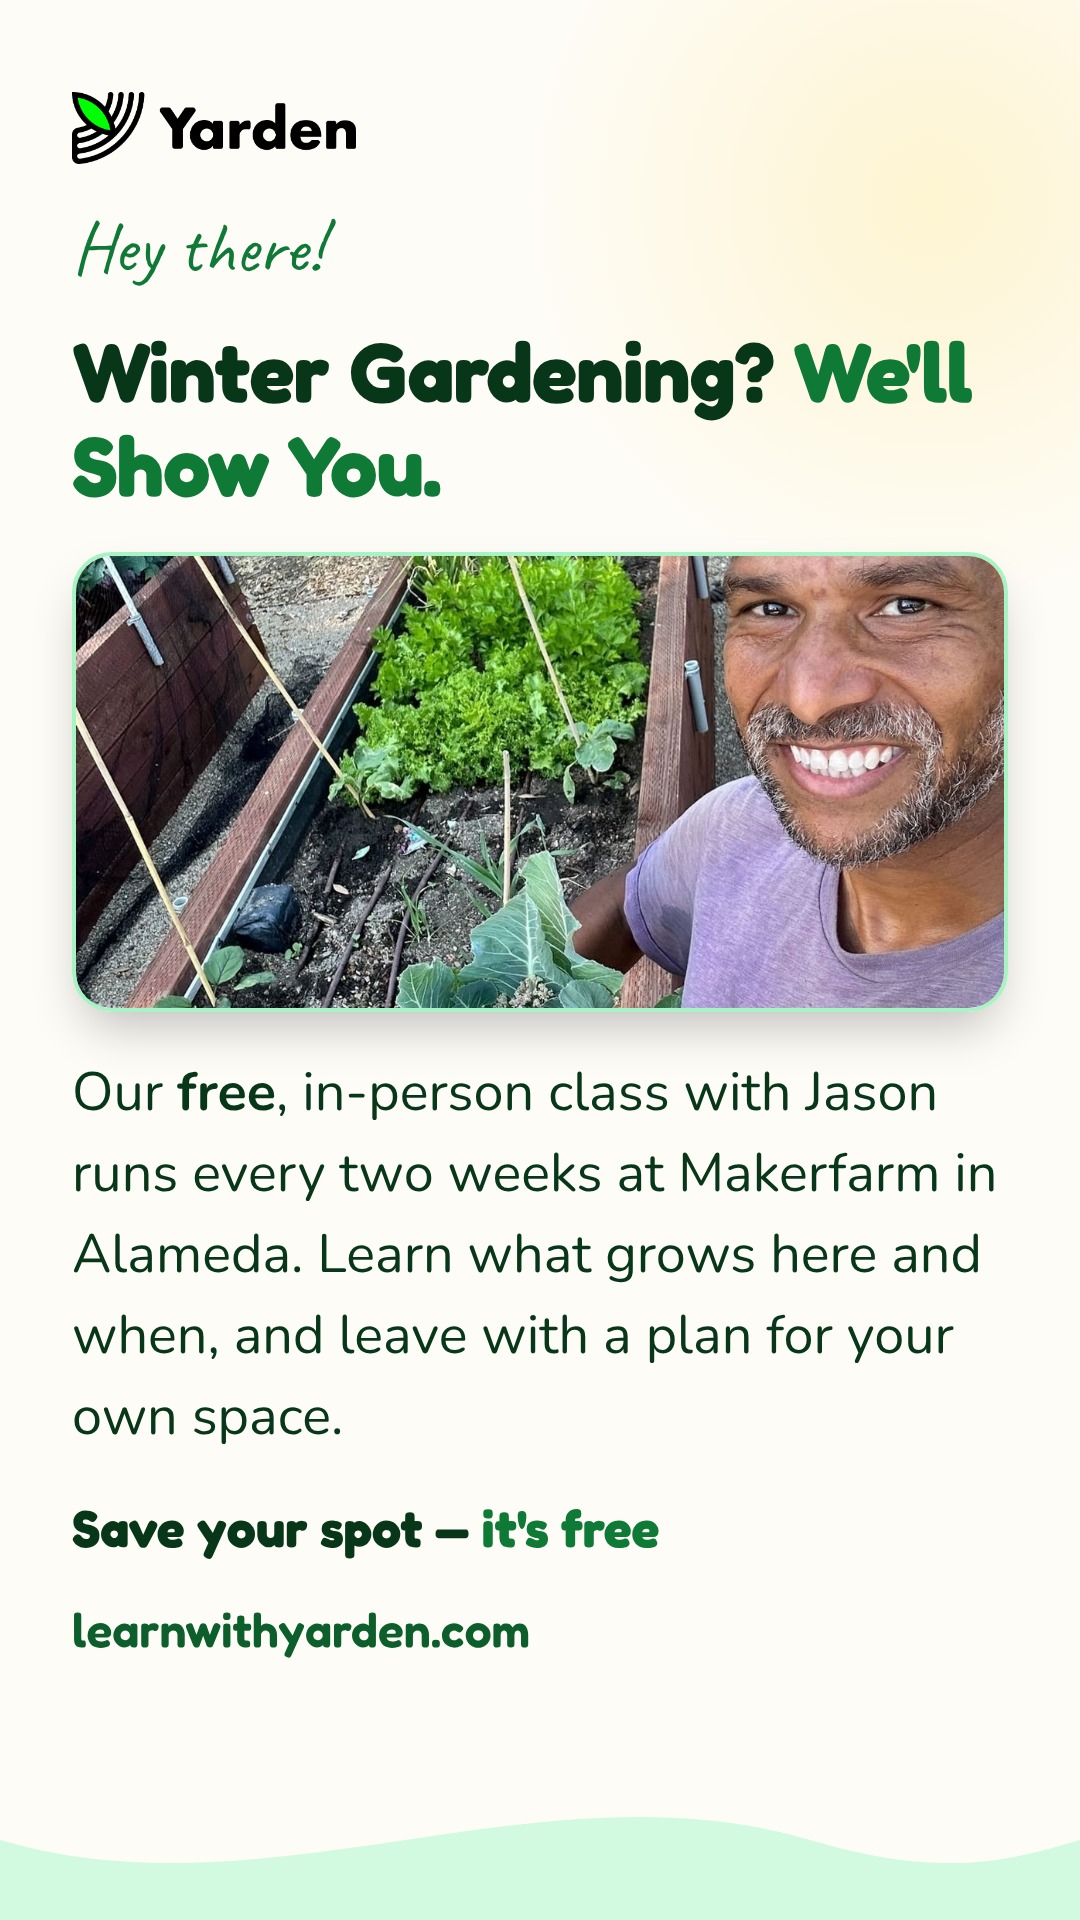 Yarden
Hey there!
Winter Gardening? We'll
Show You.
Our free, in-person class with Jason
runs every two weeks at Makerfarm in
Alameda. Learn what grows here and
when, and leave with a plan for your
own space.
Save your spot — it's free
learnwithyarden.com